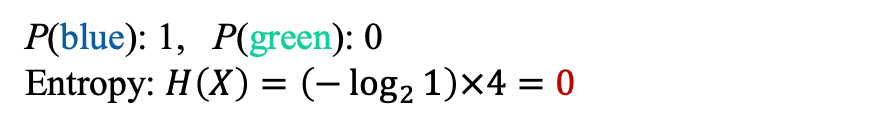 P(blue): 1, P(green): 0
Entropy: H(X) = (− log₂ 1)×4 = 0